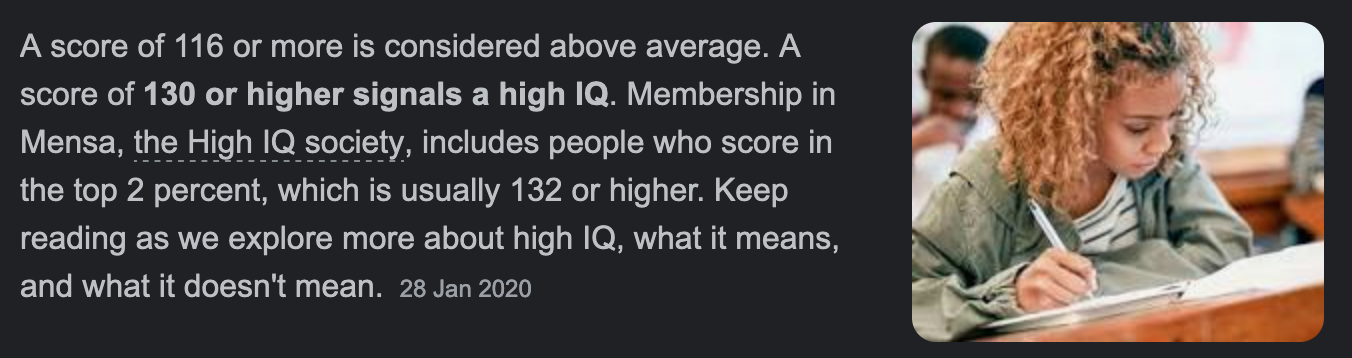 A score of 116 or more is considered above average. A
score of 130 or higher signals a high IQ. Membership in
Mensa, the High IQ society, includes people who score in
the top 2 percent, which is usually 132 or higher. Keep
reading as we explore more about high IQ, what it means,
and what it doesn't mean. 28 Jan 2020